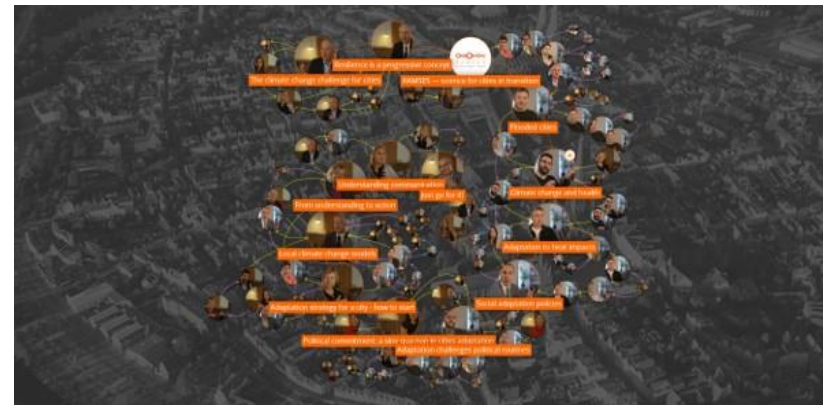 Resilience is a progressive concept
The climate change challenge for cities
RAMSES — science for cities in transition
Flooded cities
Understanding communication
Just go for it!
Climate change and health
From understanding to action
Local climate change models
Adaptation to heat impacts
Adaptation strategy for a city - how to start
Social adaptation policies
Political commitment, a sine qua non in cities adaptation
Adaptation challenges political routines